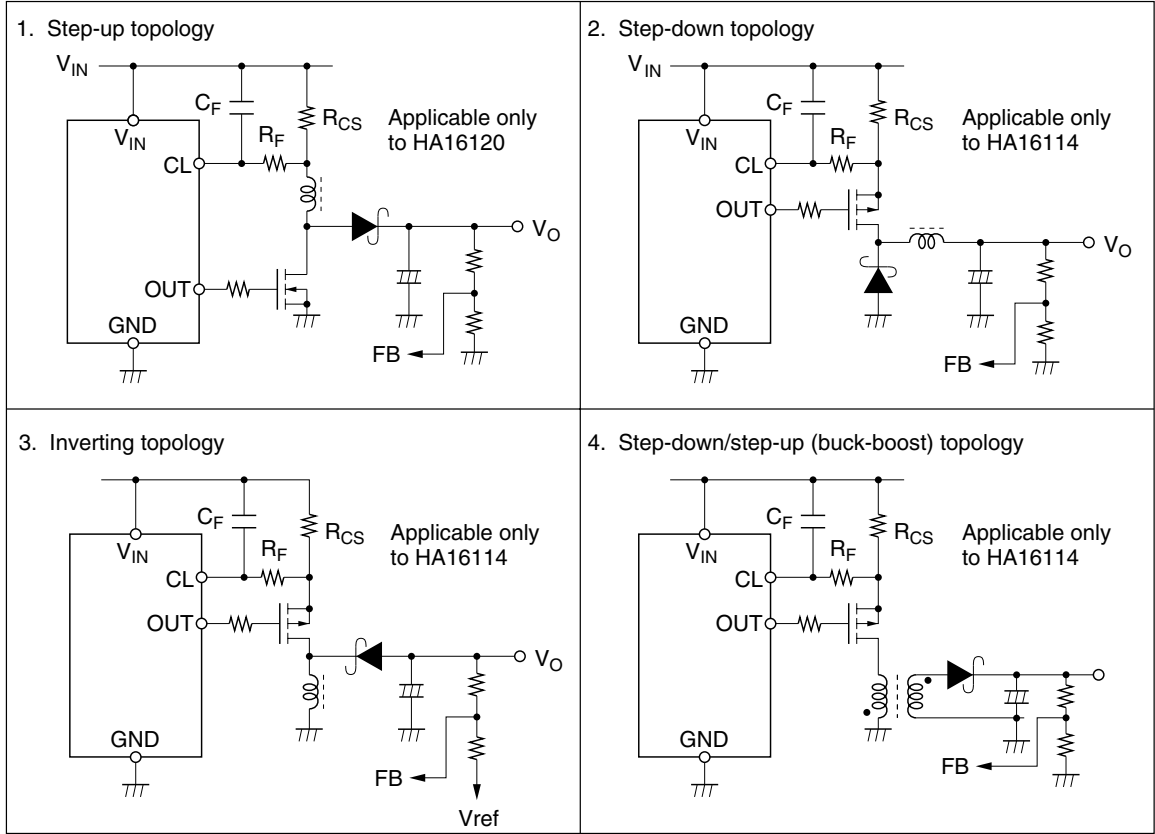 1. Step-up topology
V_IN
C_F
R_CS
Applicable only
to HA16120
V_IN
R_F
CL
V_O
OUT
GND
FB
2. Step-down topology
V_IN
C_F
R_CS
Applicable only
to HA16114
V_IN
R_F
CL
OUT
V_O
GND
FB
3. Inverting topology
C_F
R_CS
Applicable only
to HA16114
V_IN
R_F
CL
OUT
V_O
GND
FB
Vref
4. Step-down/step-up (buck-boost) topology
C_F
R_CS
Applicable only
to HA16114
V_IN
R_F
CL
OUT
GND
FB